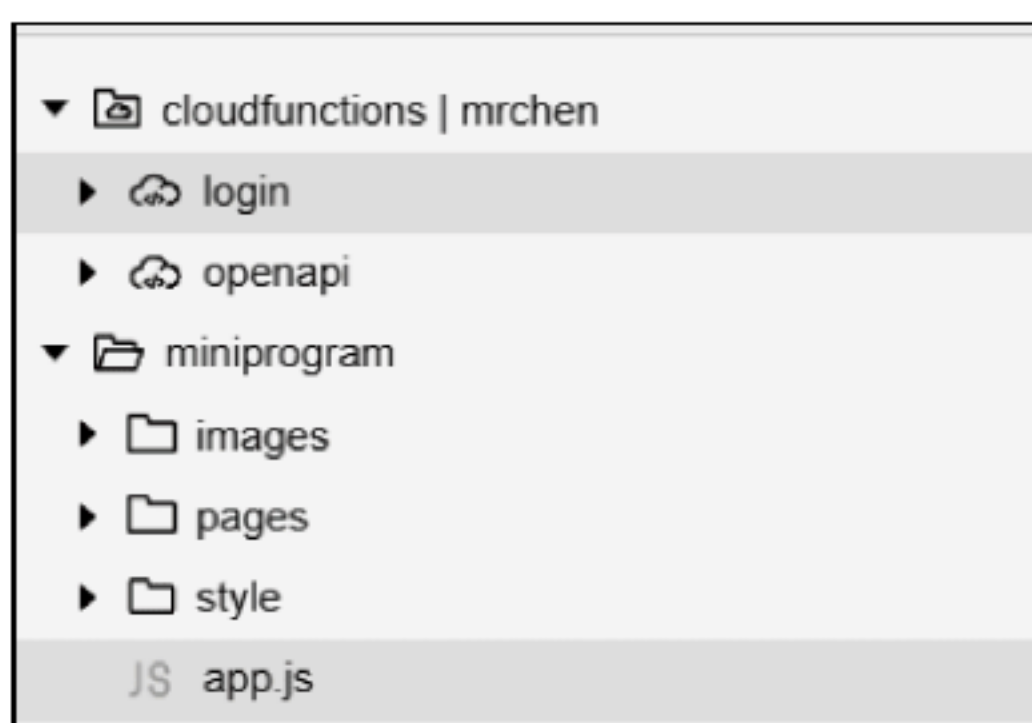 cloudfunctions | mrchen
login
openapi
miniprogram
images
pages
style
JS app.js